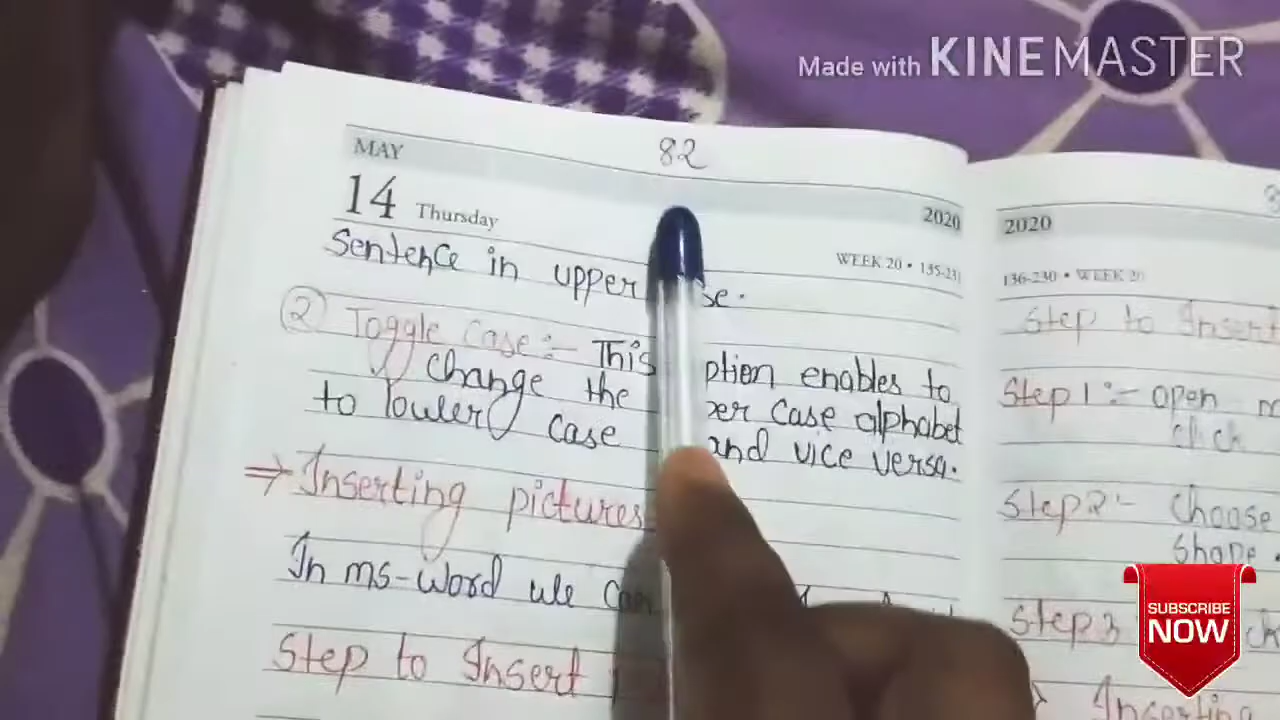 Made with KINEMASTER
82
MAY
14 Thursday
2020
WEEK 20 • 135-231
Sentence in upper se.
② Toggle case :- This ption enables to
change the per case alphabet
to lower case and vice versa.
⇒ Inserting pictures
In ms-word we can
Step to Insert
2020
136-230 • WEEK 20
Step to Insert
Step 1 :- open m
click
Step 2 :- Choose
shape.
Step 3
Inserting
SUBSCRIBE
NOW